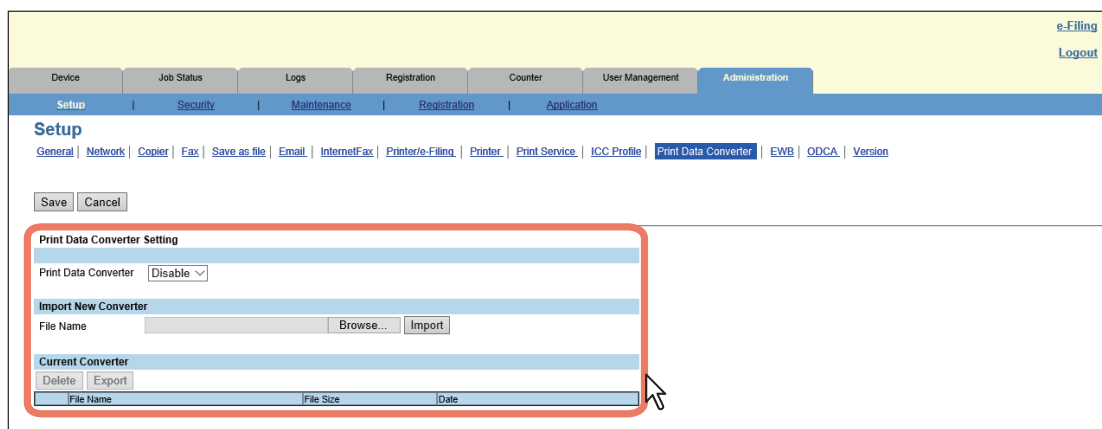 e-Filing
Logout
Device Job Status Logs Registration Counter User Management Administration
Setup | Security | Maintenance | Registration | Application
Setup
General | Network | Copier | Fax | Save as file | Email | InternetFax | Printer/e-Filing | Printer | Print Service | ICC Profile | Print Data Converter | EWB | ODCA | Version
Save Cancel
Print Data Converter Setting
Print Data Converter Disable
Import New Converter
File Name Browse... Import
Current Converter
Delete Export
File Name File Size Date